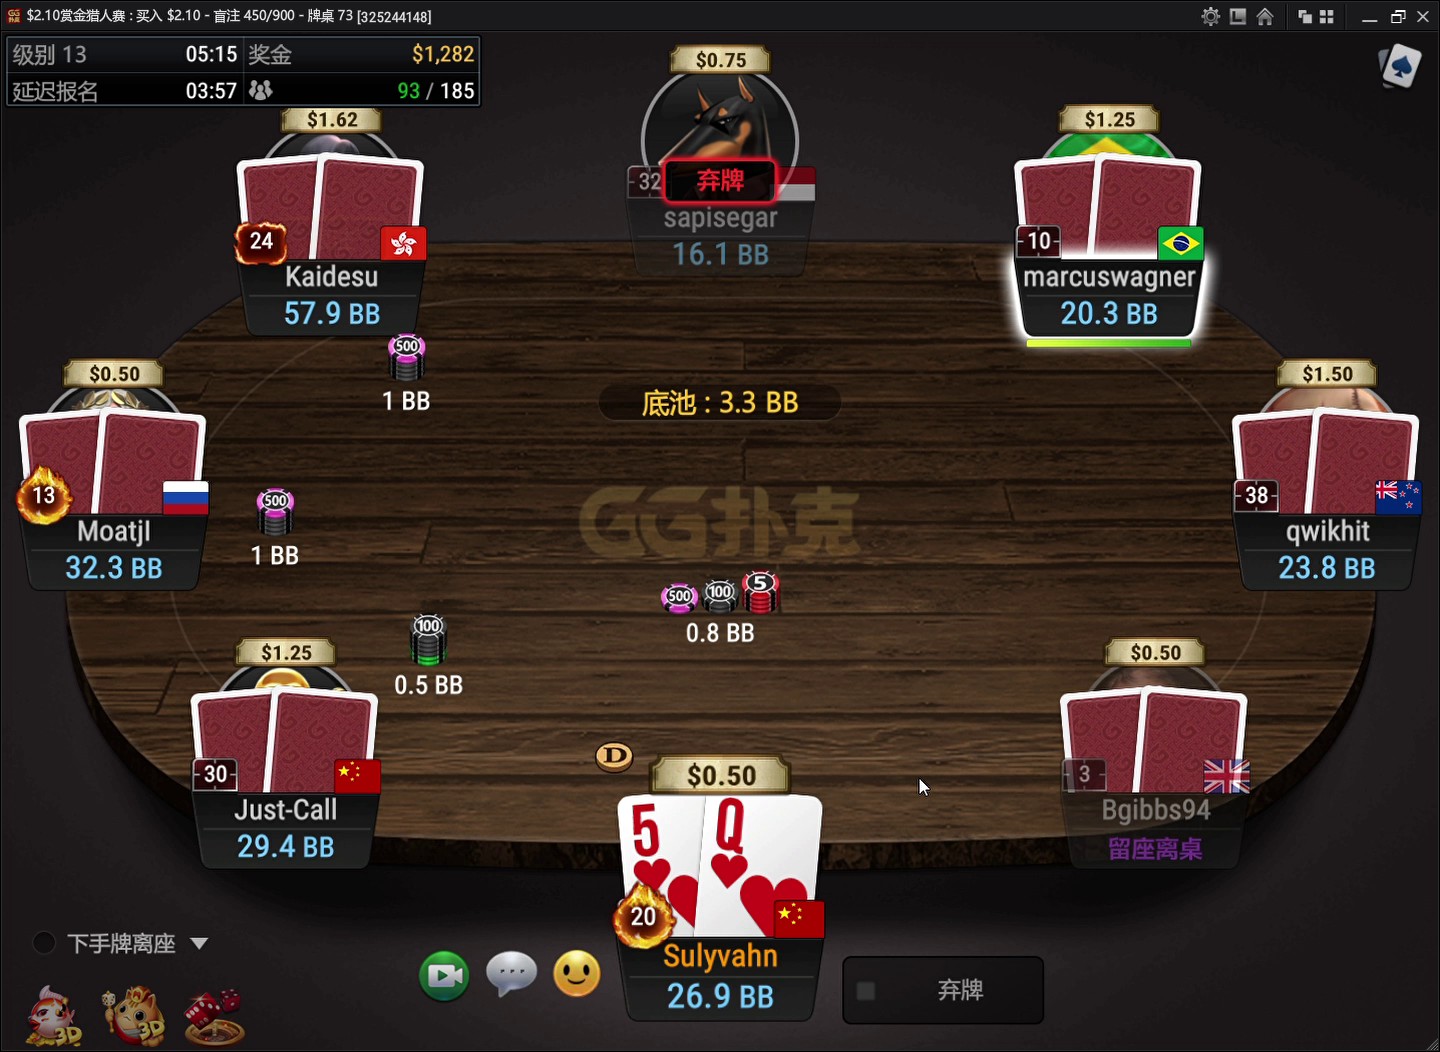 $2.10赏金猎人赛 : 买入 $2.10 - 盲注 450/900 - 牌桌 73 [325244148]
级别 13 05:15 奖金 $1,282
延迟报名 03:57 93 / 185
$0.75
32 弃牌
sapisegar
16.1 BB
$1.62
24
Kaidesu
57.9 BB
500
1 BB
$1.25
10
marcuswagner
20.3 BB
底池 : 3.3 BB
$0.50
13
Moatjl
32.3 BB
500
1 BB
$1.50
38
qwikhit
23.8 BB
GG扑克
500 100 5
0.8 BB
$1.25
30
Just-Call
29.4 BB
100
0.5 BB
$0.50
3
Bgibbs94
留座离桌
D
$0.50
5 Q
20
Sulyvahn
26.9 BB
下手牌离座
弃牌
3D 3D